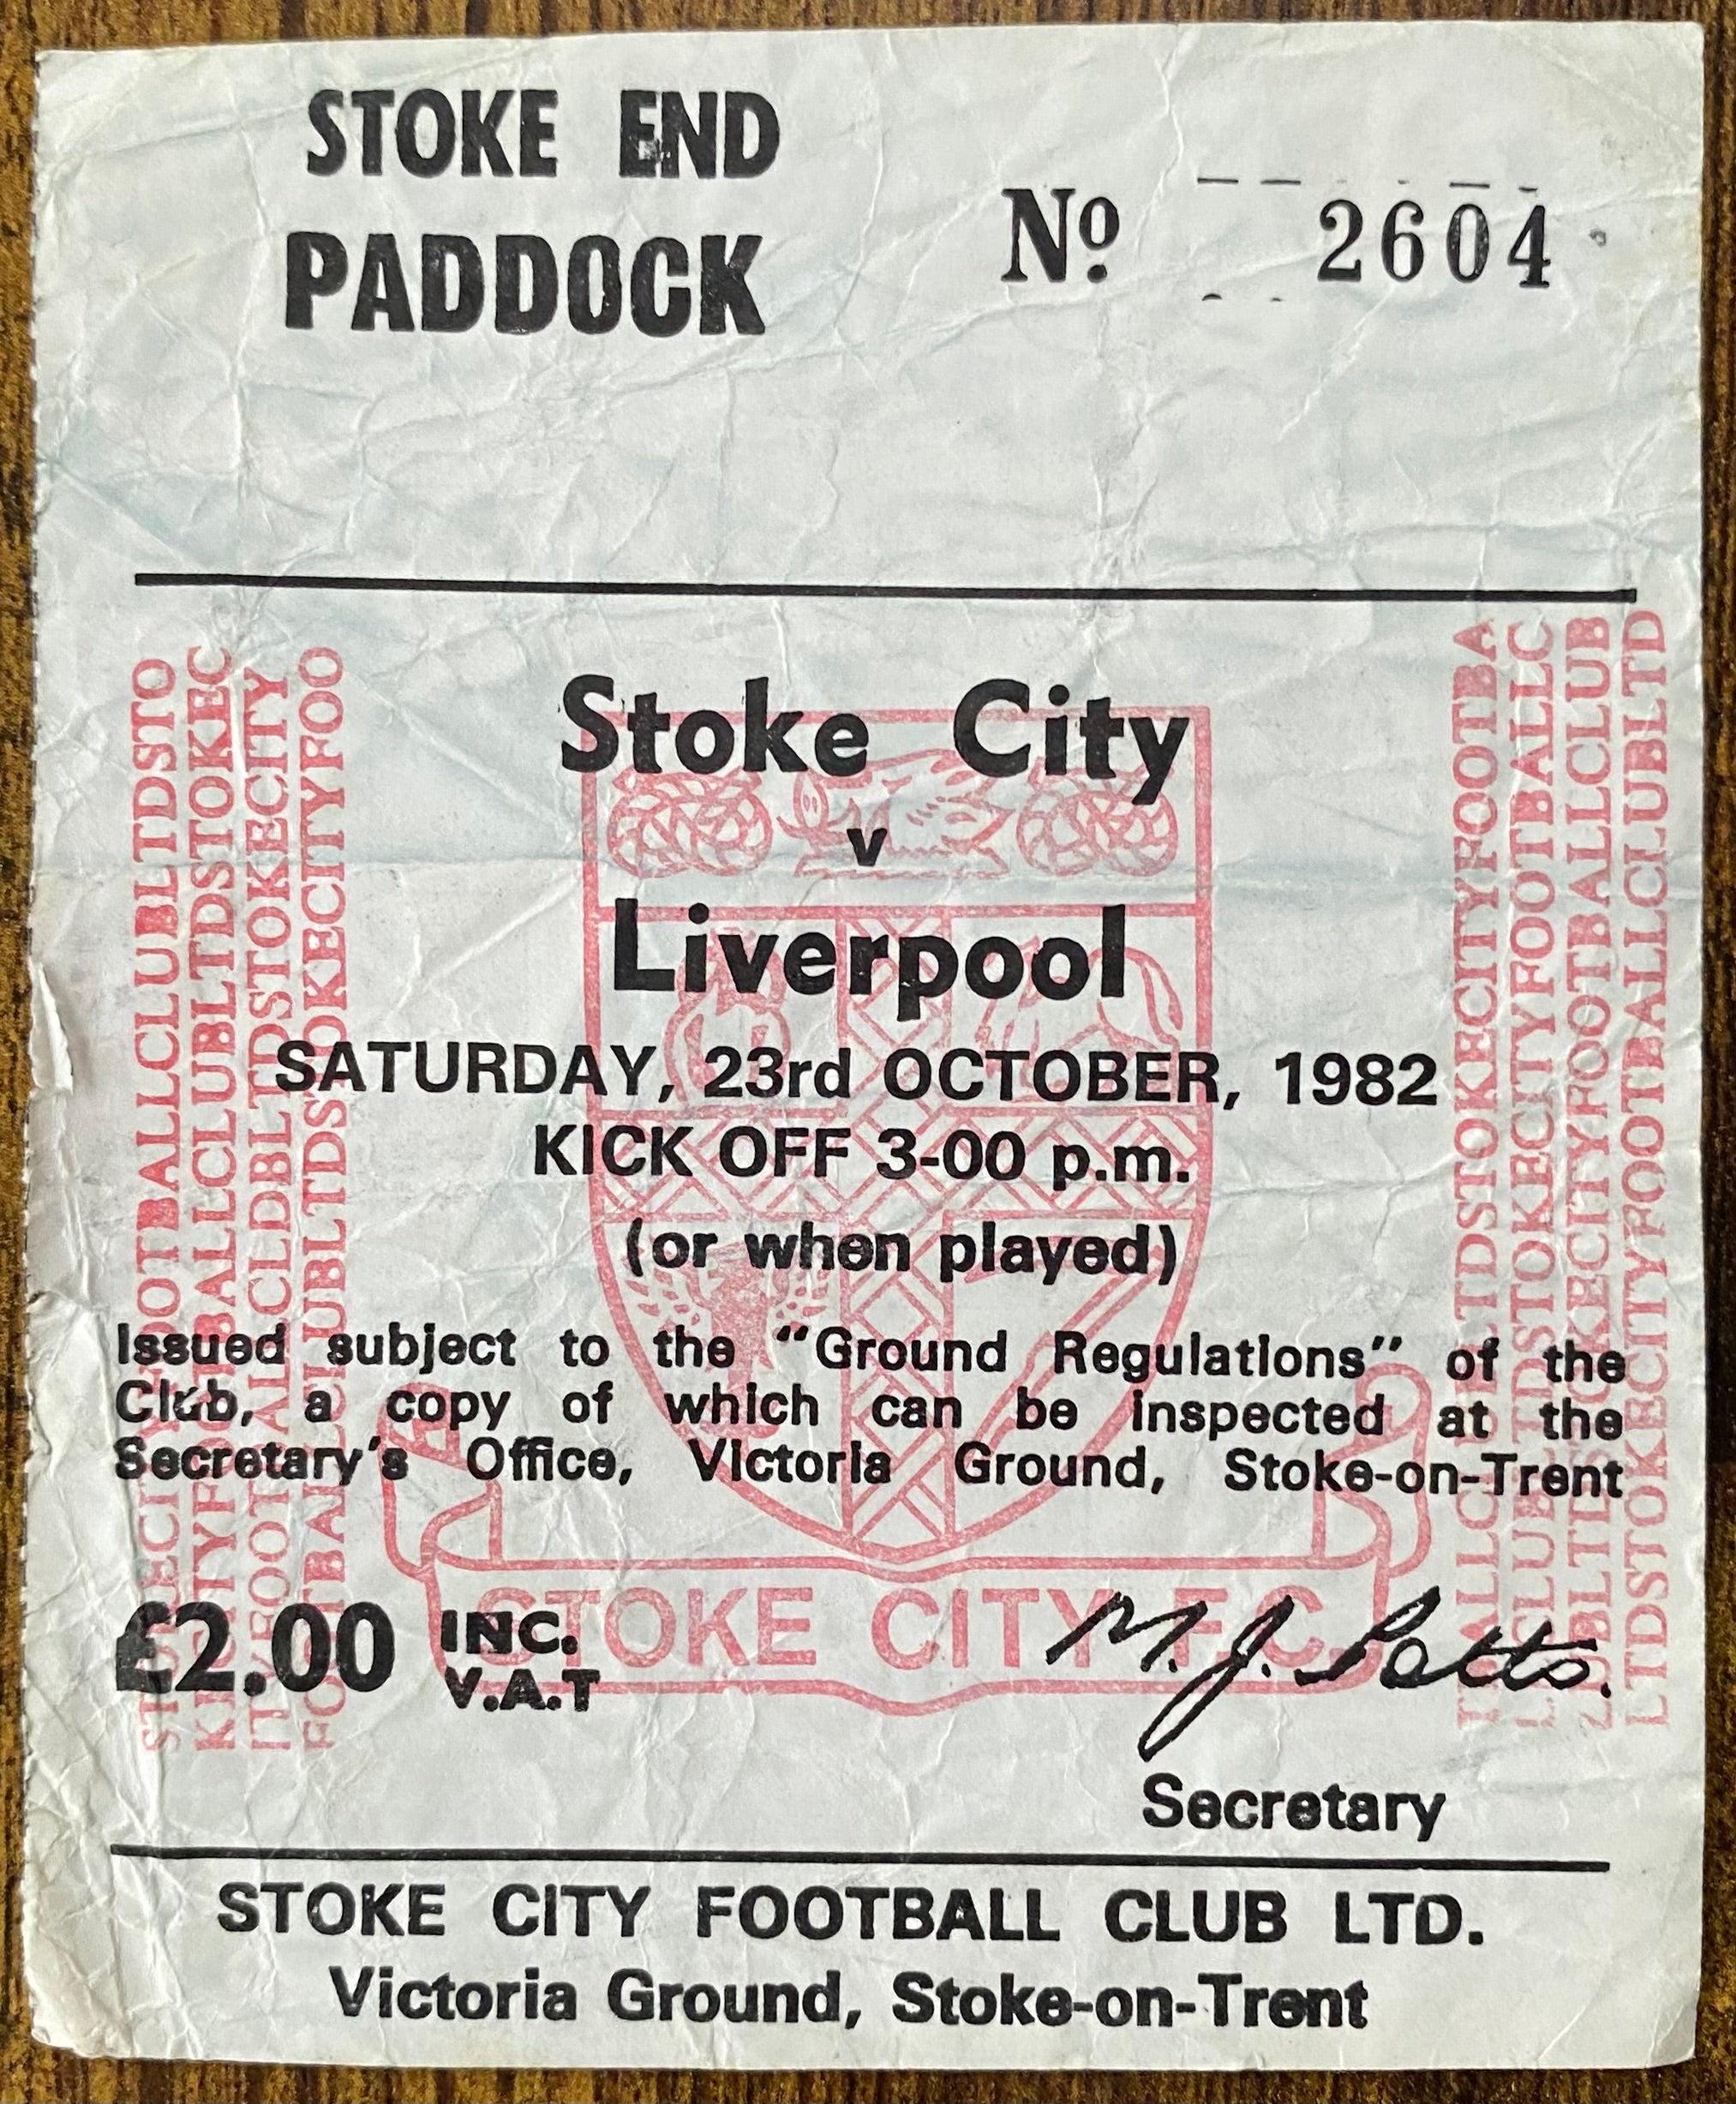 STOKE END
PADDOCK
Nº 2604
Stoke City
v
Liverpool
SATURDAY, 23rd OCTOBER, 1982
KICK OFF 3-00 p.m.
(or when played)
Issued subject to the "Ground Regulations" of the
Club, a copy of which can be inspected at the
Secretary's Office, Victoria Ground, Stoke-on-Trent
£2.00 INC.
V.A.T
STOKE CITY F.C.
M. J. Potts.
Secretary
STOKE CITY FOOTBALL CLUB LTD.
Victoria Ground, Stoke-on-Trent